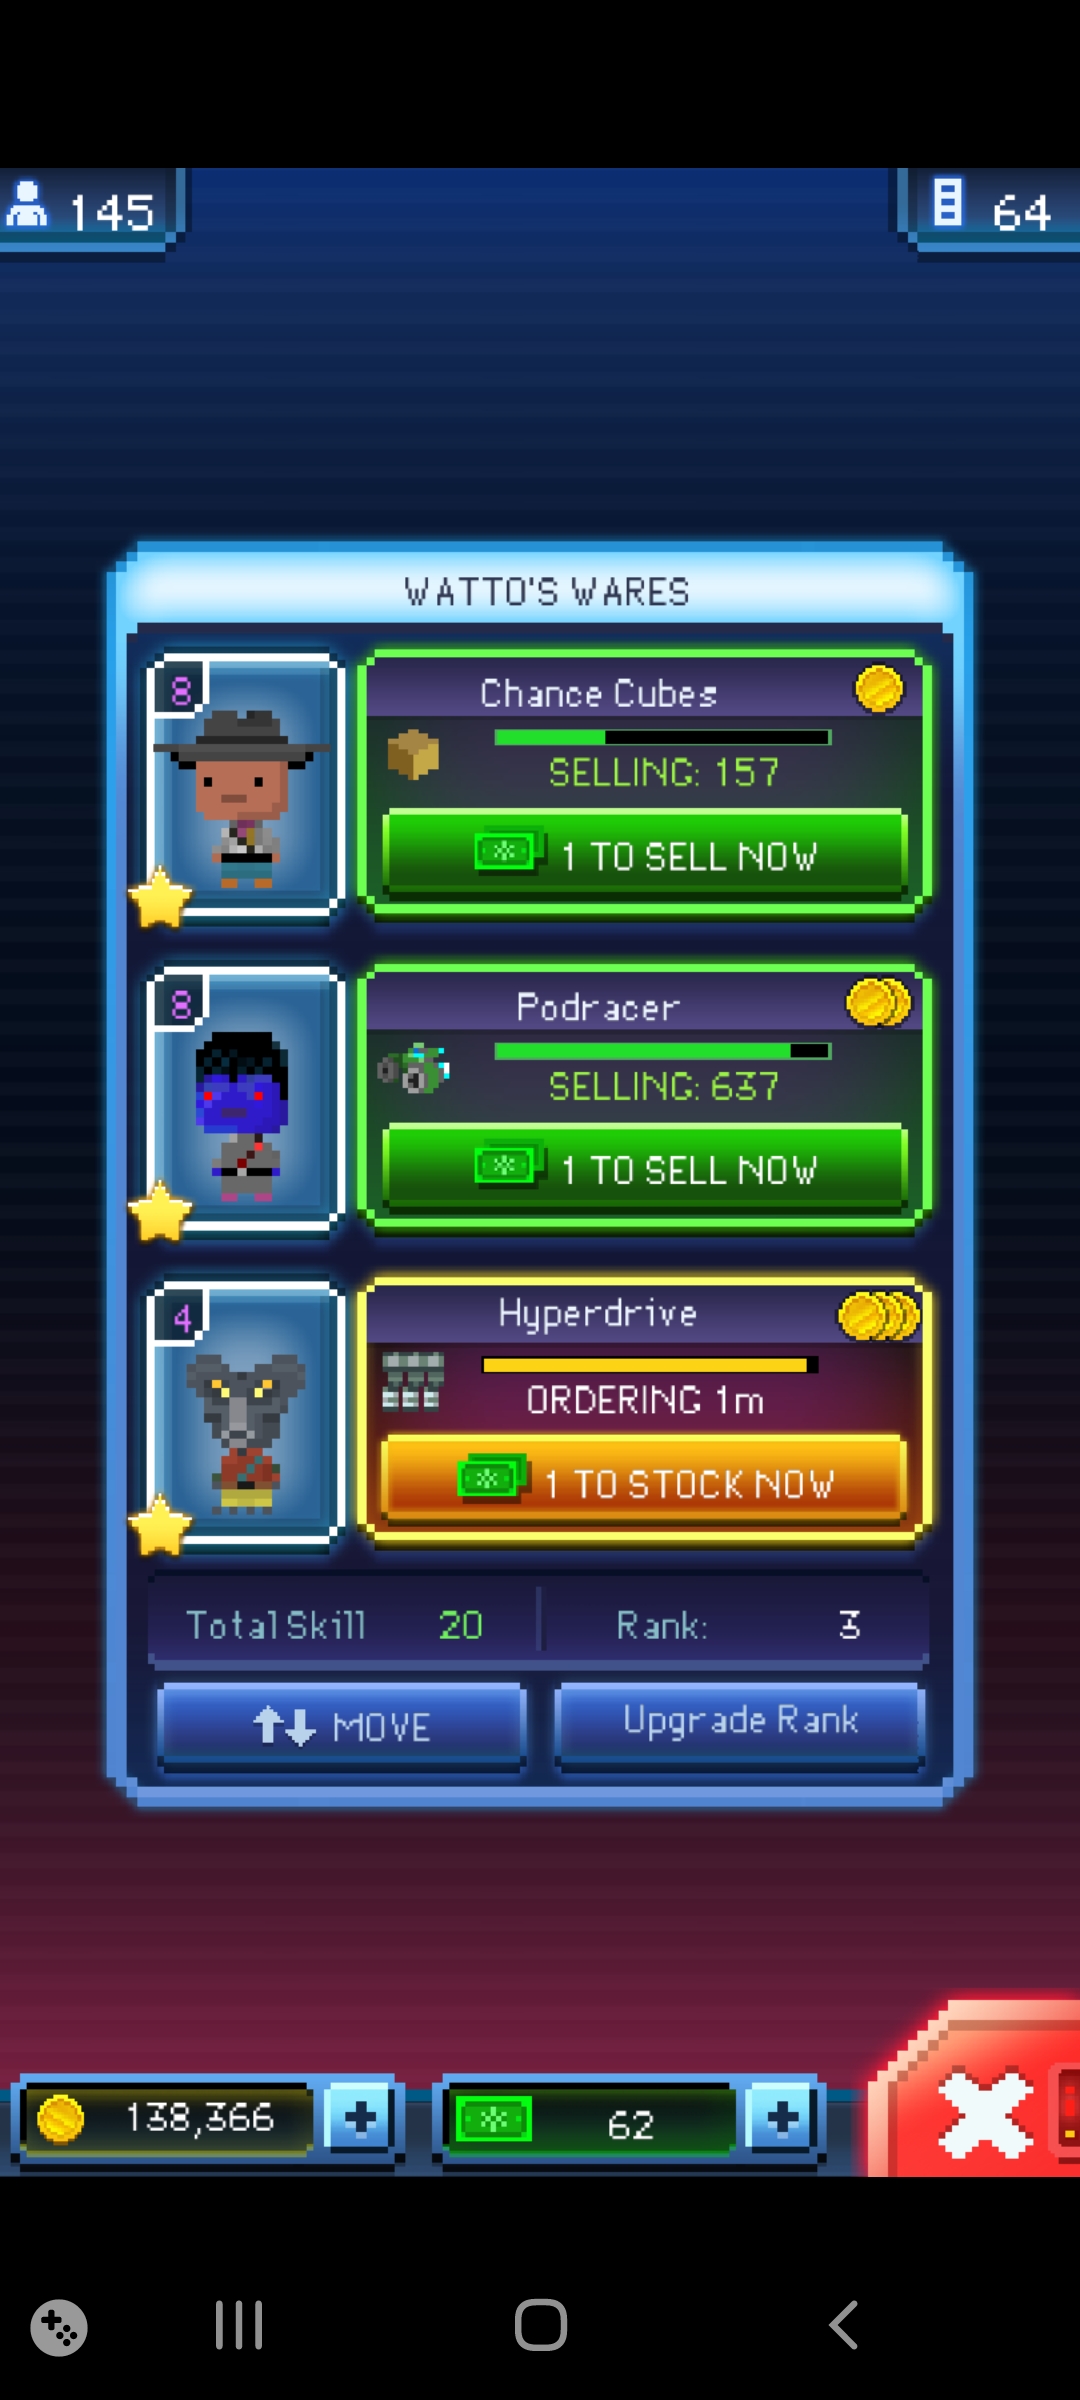 145
64
WATTO'S WARES
8
Chance Cubes
SELLING: 157
1 TO SELL NOW
8
Podracer
SELLING: 637
1 TO SELL NOW
4
Hyperdrive
ORDERING 1m
1 TO STOCK NOW
Total Skill 20 Rank: 3
MOVE Upgrade Rank
138,366
62